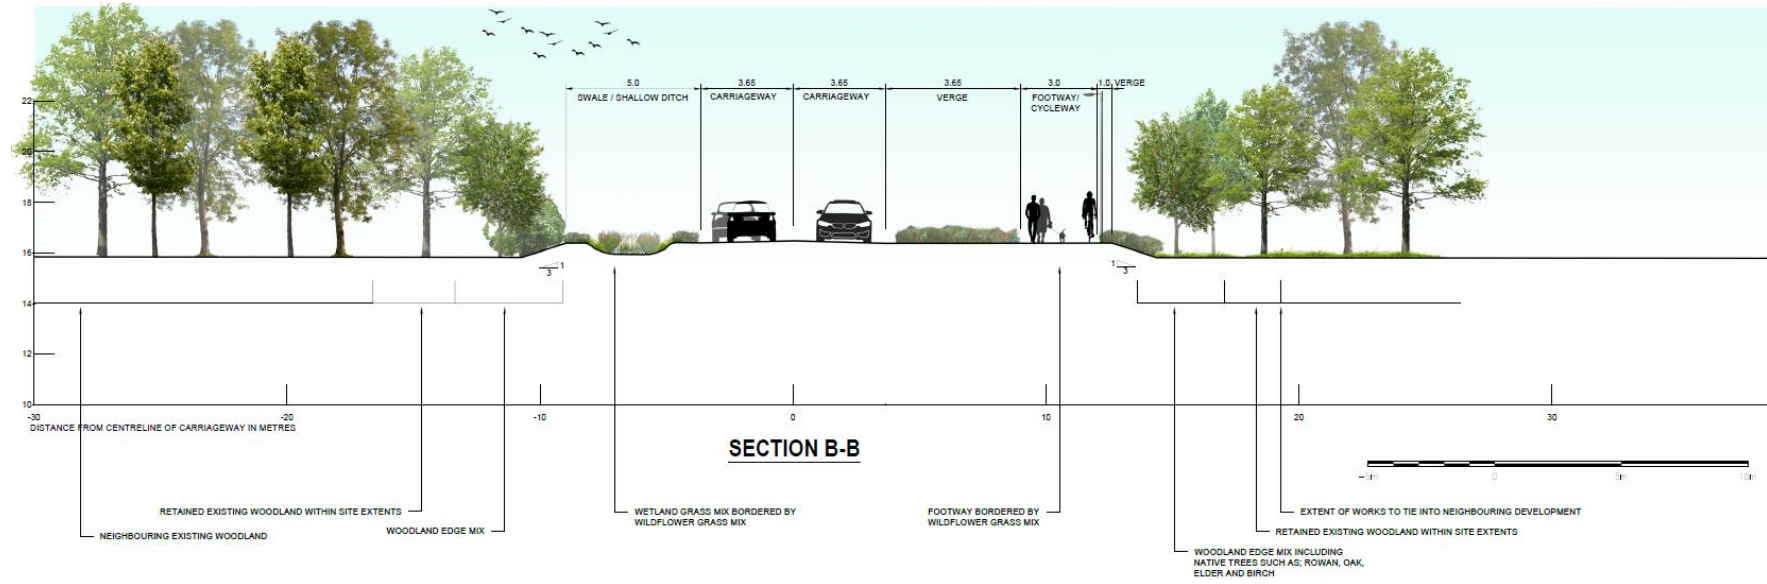 5.0
3.65
3.65
3.65
3.0
1.0 VERGE
SWALE / SHALLOW DITCH
CARRIAGEWAY
CARRIAGEWAY
VERGE
FOOTWAY/
CYCLEWAY
22
20
18
16
14
12
10
1
3
1
3
-30
-20
-10
0
10
20
30
DISTANCE FROM CENTRELINE OF CARRIAGEWAY IN METRES
SECTION B-B
-5m
0
5m
10m
RETAINED EXISTING WOODLAND WITHIN SITE EXTENTS
NEIGHBOURING EXISTING WOODLAND
WOODLAND EDGE MIX
WETLAND GRASS MIX BORDERED BY
WILDFLOWER GRASS MIX
FOOTWAY BORDERED BY
WILDFLOWER GRASS MIX
EXTENT OF WORKS TO TIE INTO NEIGHBOURING DEVELOPMENT
RETAINED EXISTING WOODLAND WITHIN SITE EXTENTS
WOODLAND EDGE MIX INCLUDING
NATIVE TREES SUCH AS; ROWAN, OAK,
ELDER AND BIRCH